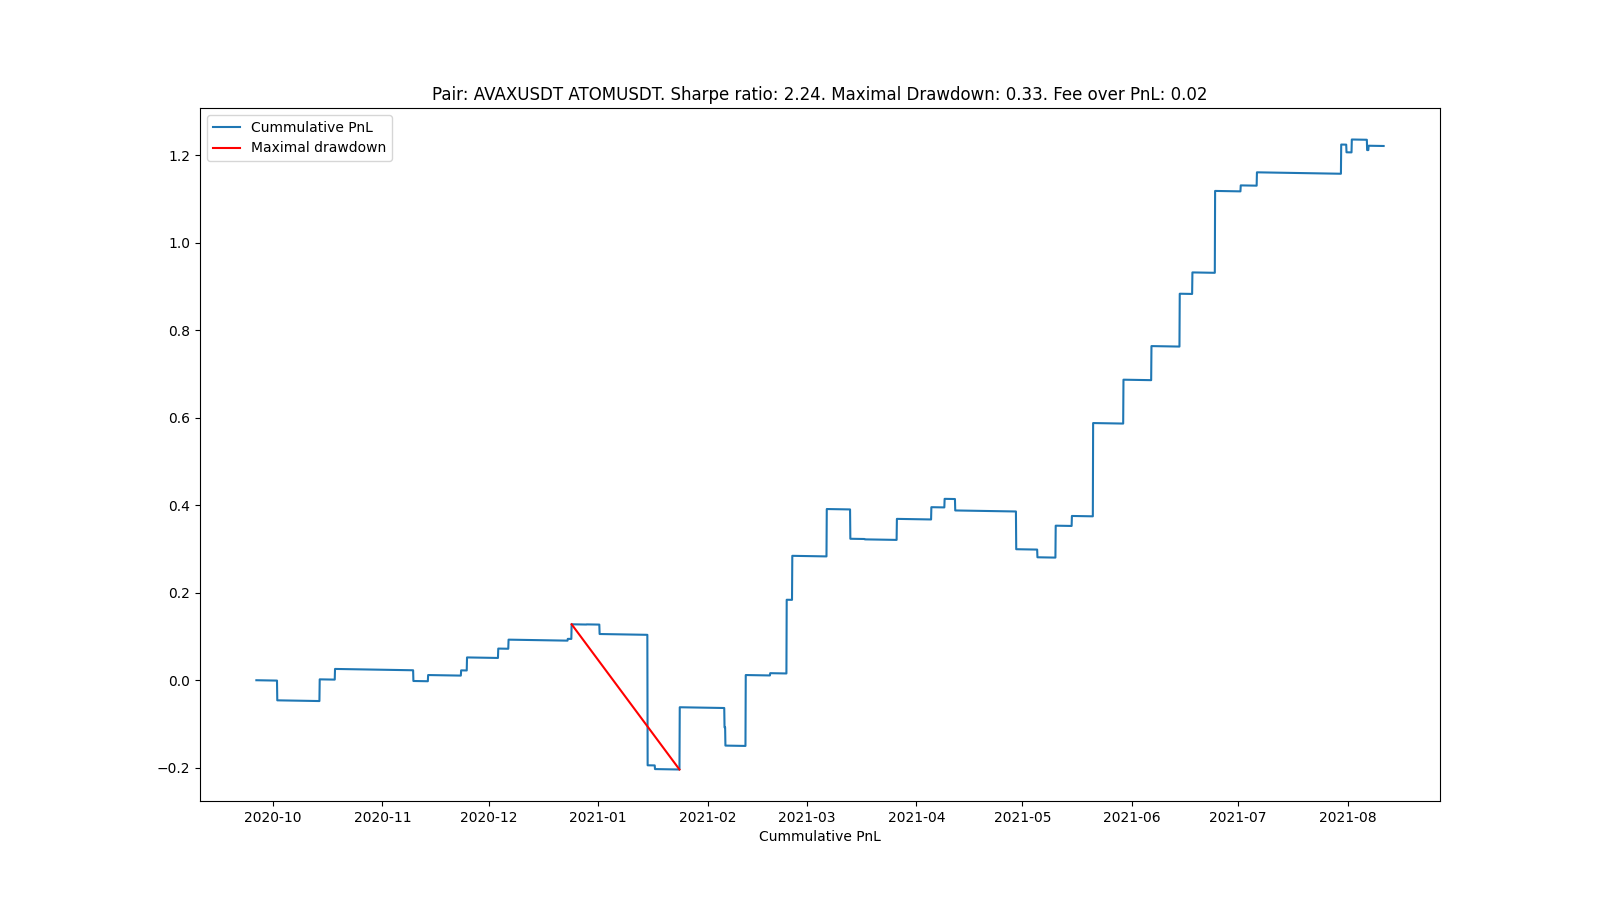 Pair: AVAXUSDT ATOMUSDT. Sharpe ratio: 2.24. Maximal Drawdown: 0.33. Fee over PnL: 0.02
Cummulative PnL
Maximal drawdown
1.2
1.0
0.8
0.6
0.4
0.2
0.0
−0.2
2020-10 2020-11 2020-12 2021-01 2021-02 2021-03 2021-04 2021-05 2021-06 2021-07 2021-08
Cummulative PnL